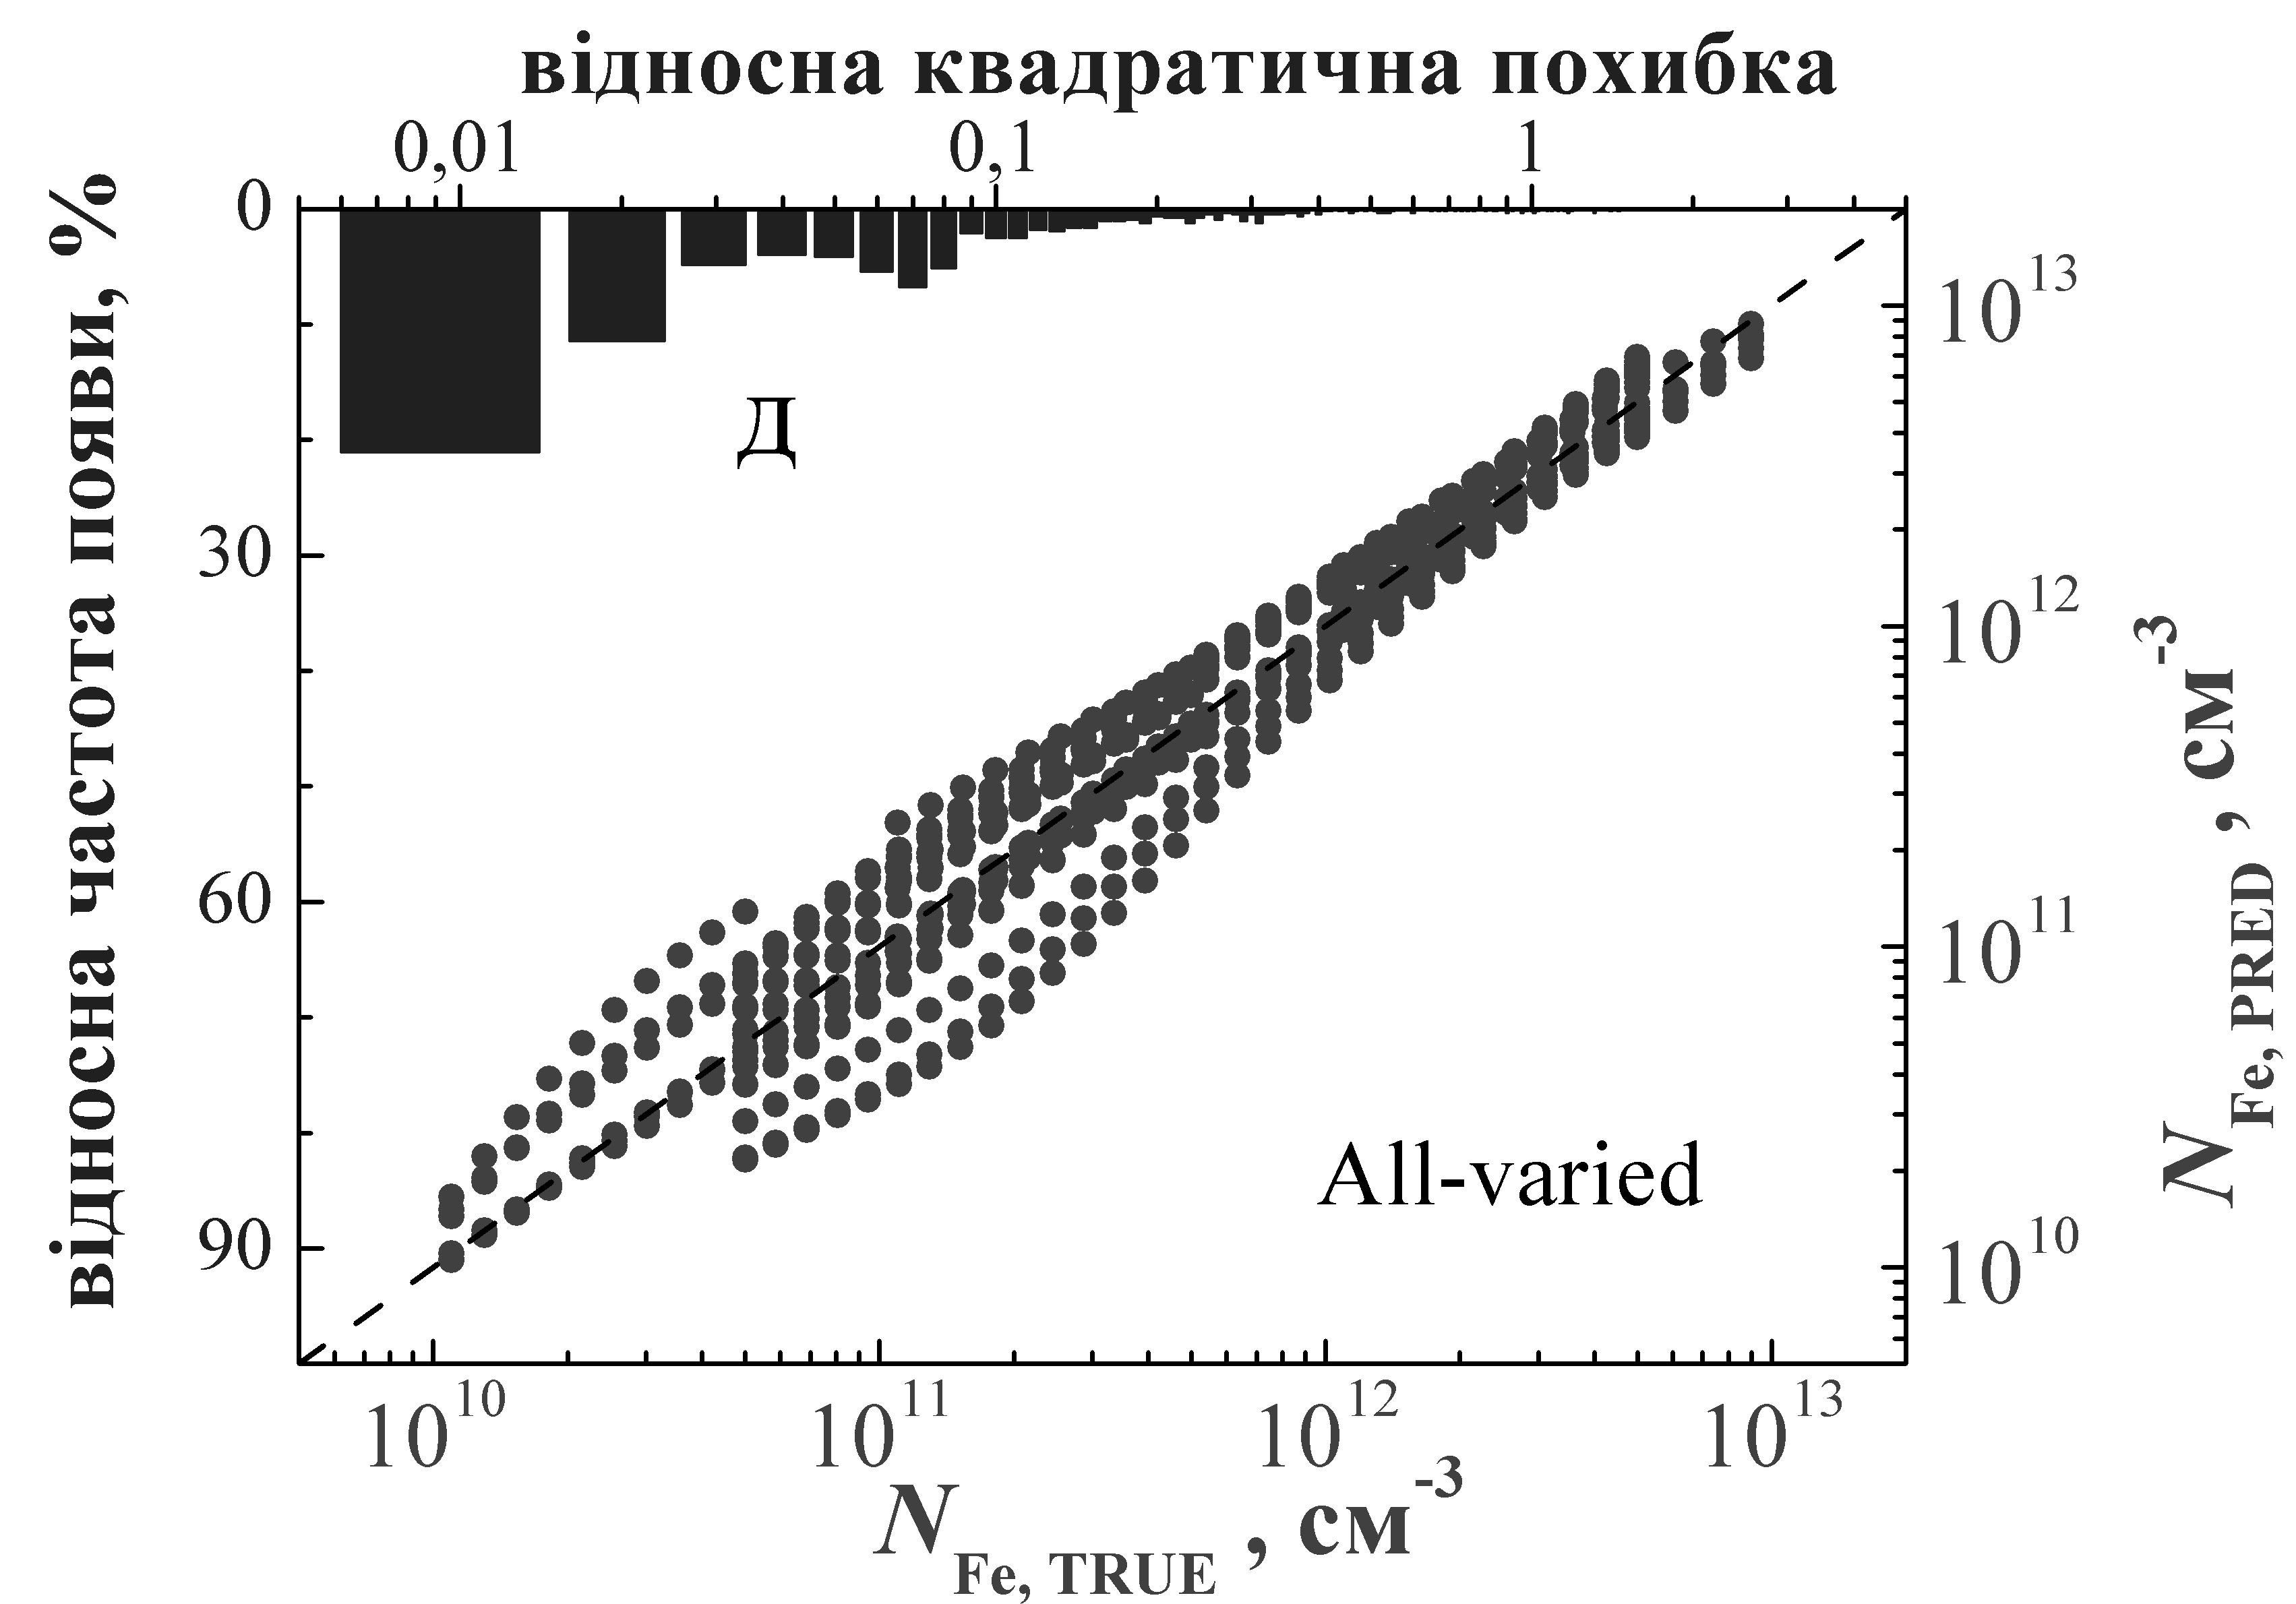 відносна квадратична похибка
0,01 0,1 1
відносна частота появи, %
0
30
60
90
Д
All-varied
10^13
10^12
10^11
10^10
N Fe, PRED , см^-3
10^10 10^11 10^12 10^13
N Fe, TRUE , см^-3